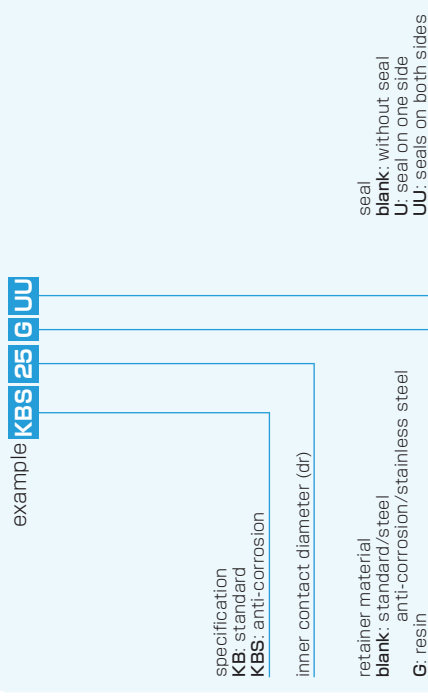 example KBS 25 G UU
specification
KB: standard
KBS: anti-corrosion
inner contact diameter (dr)
retainer material
blank: standard/steel
anti-corrosion/stainless steel
G: resin
seal
blank: without seal
U: seal on one side
UU: seals on both sides